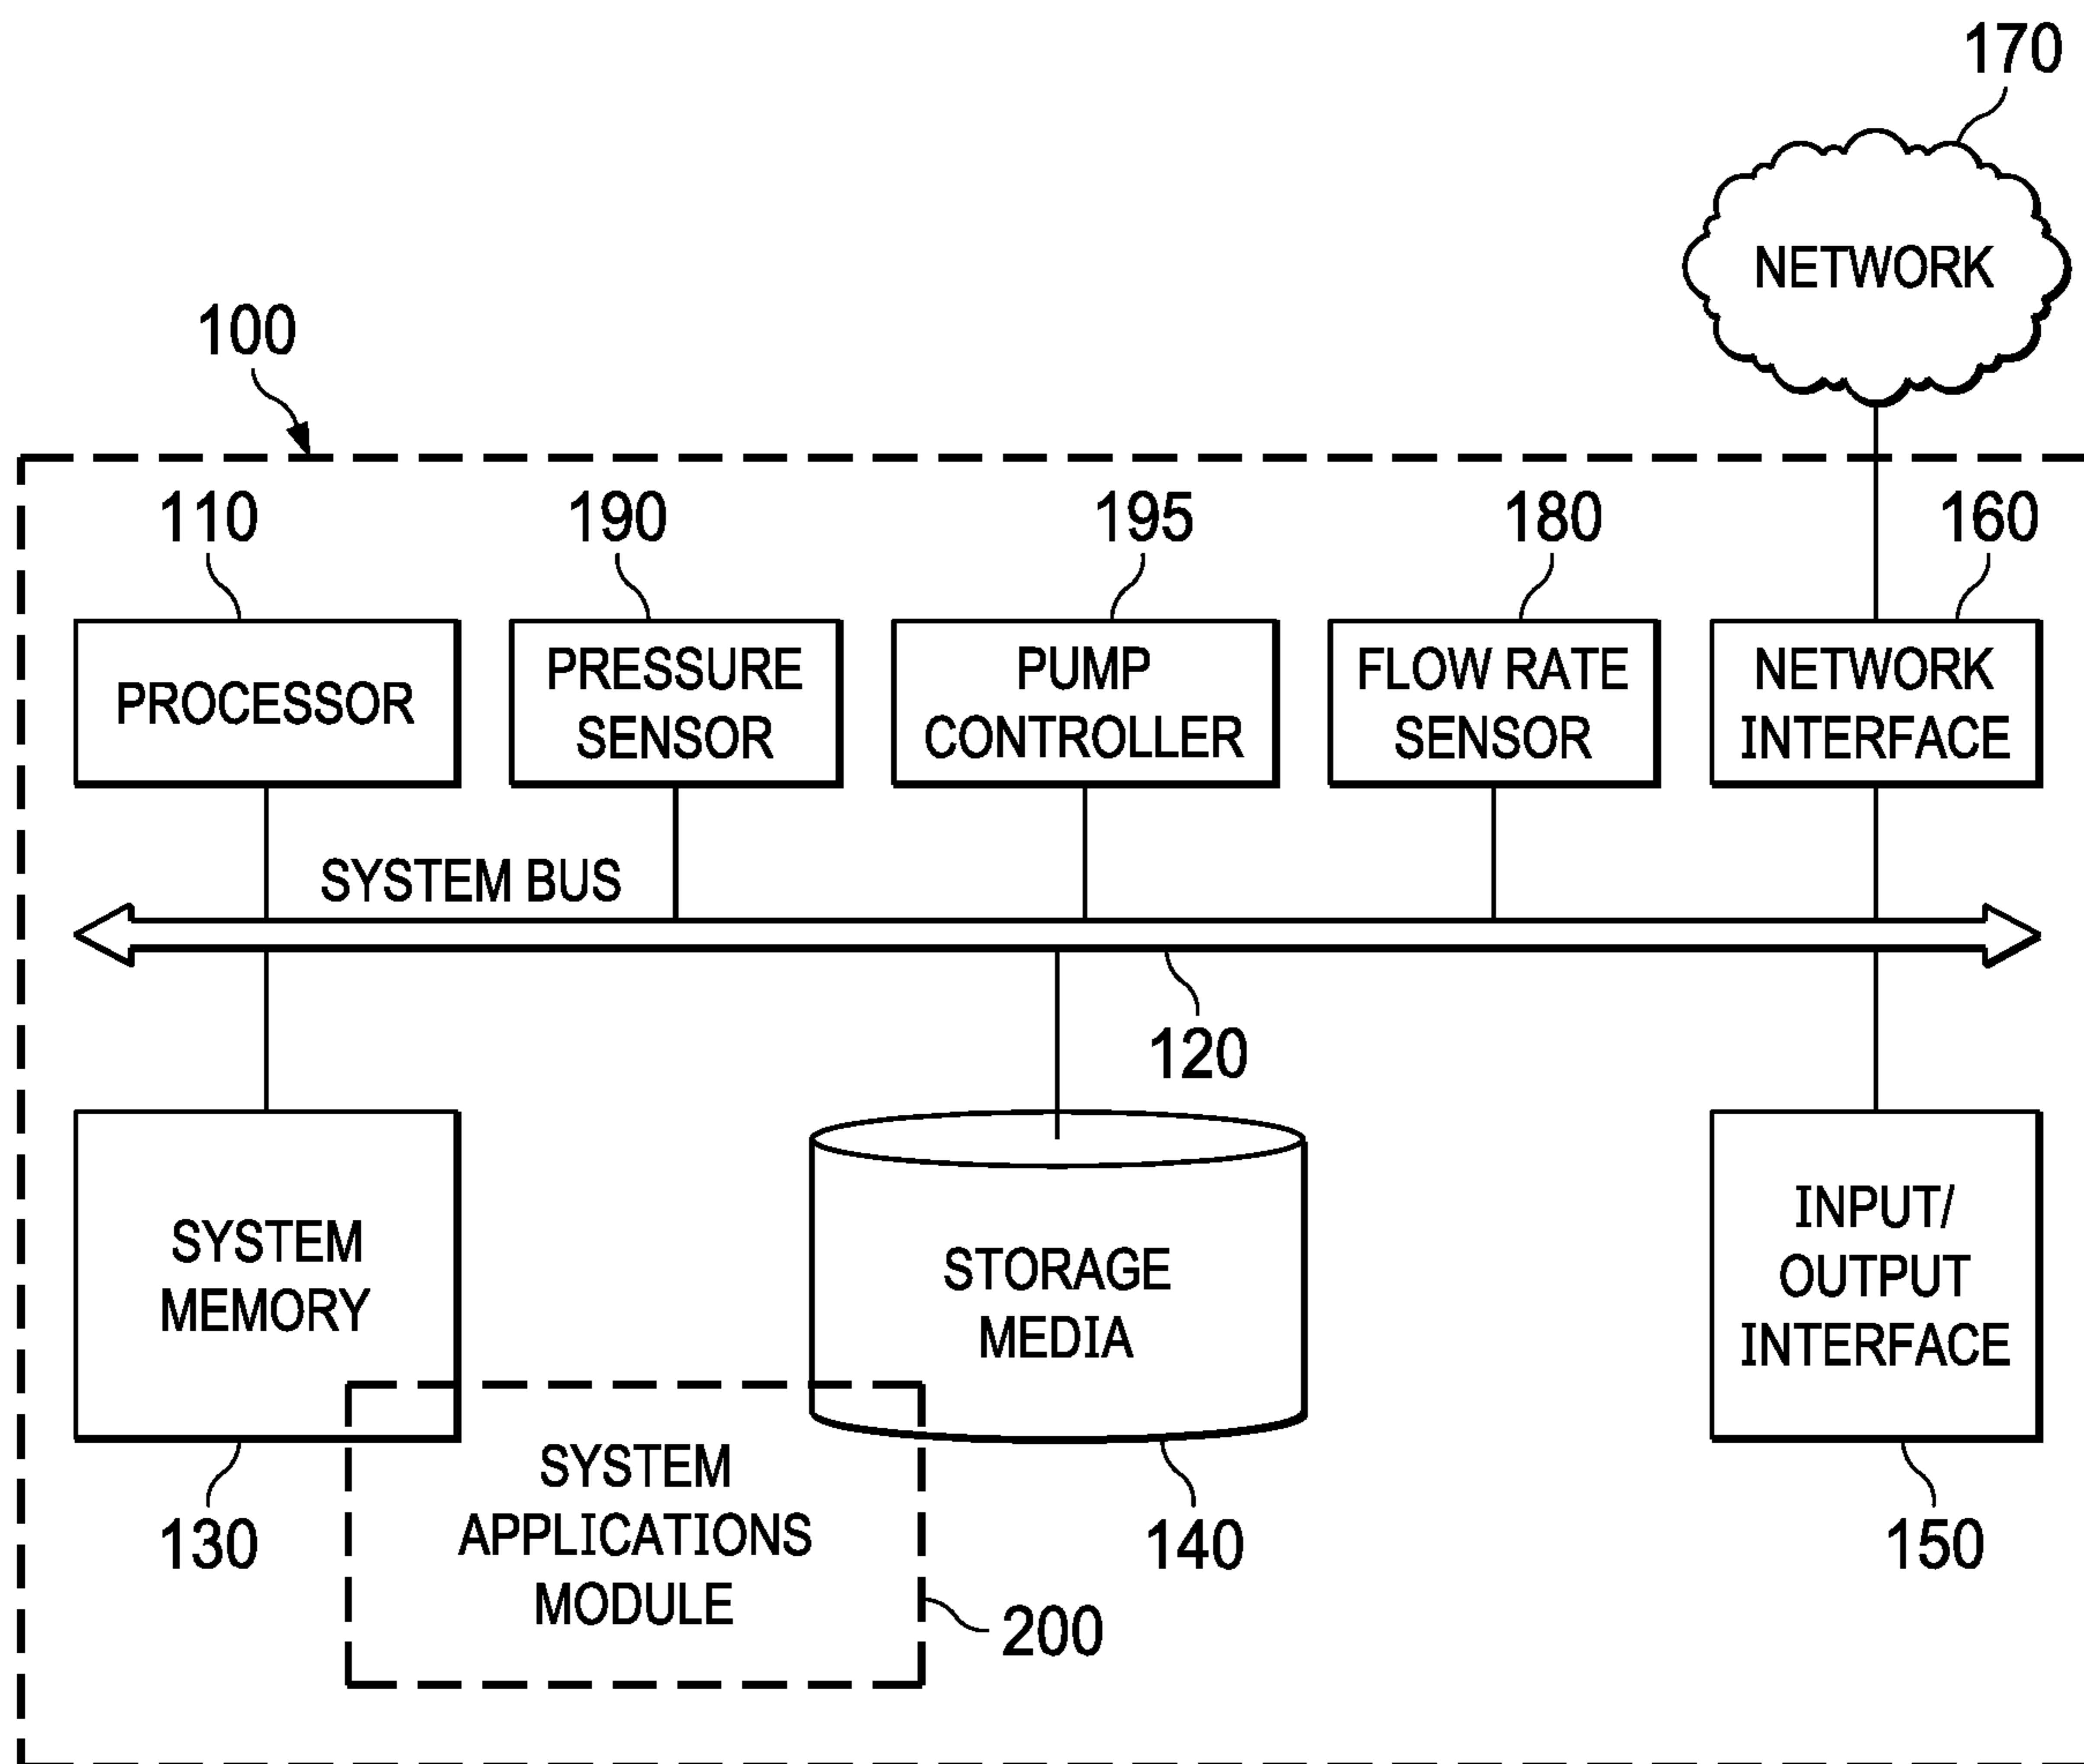 170
NETWORK
100
110
190
195
180
160
PROCESSOR
PRESSURE
SENSOR
PUMP
CONTROLLER
FLOW RATE
SENSOR
NETWORK
INTERFACE
SYSTEM BUS
120
SYSTEM
MEMORY
STORAGE
MEDIA
INPUT/
OUTPUT
INTERFACE
SYSTEM
APPLICATIONS
MODULE
130
140
150
200